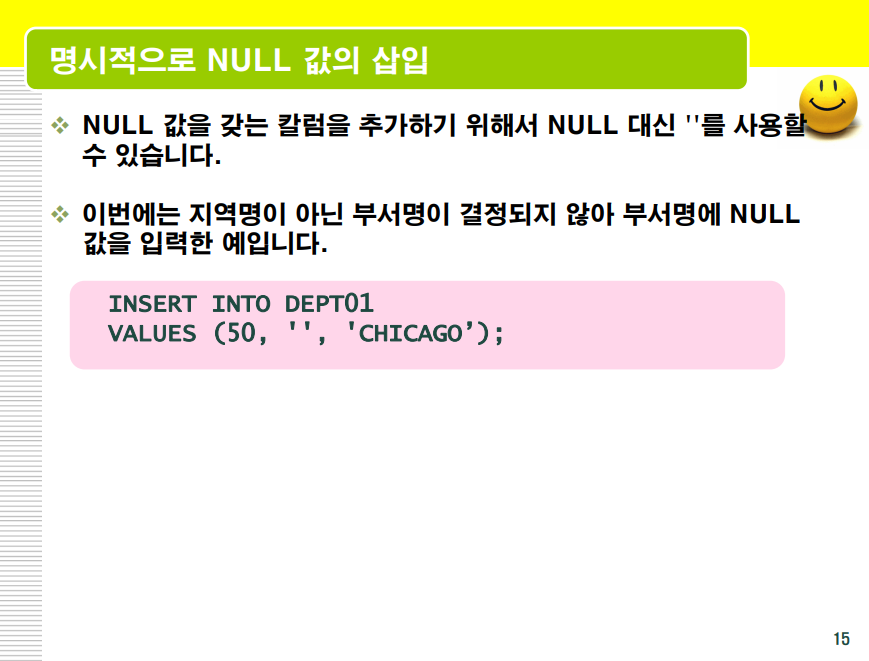 명시적으로 NULL 값의 삽입
❖ NULL 값을 갖는 칼럼을 추가하기 위해서 NULL 대신 ''를 사용할
수 있습니다.
❖ 이번에는 지역명이 아닌 부서명이 결정되지 않아 부서명에 NULL
값을 입력한 예입니다.
INSERT INTO DEPT01
VALUES (50, '', 'CHICAGO’);
15